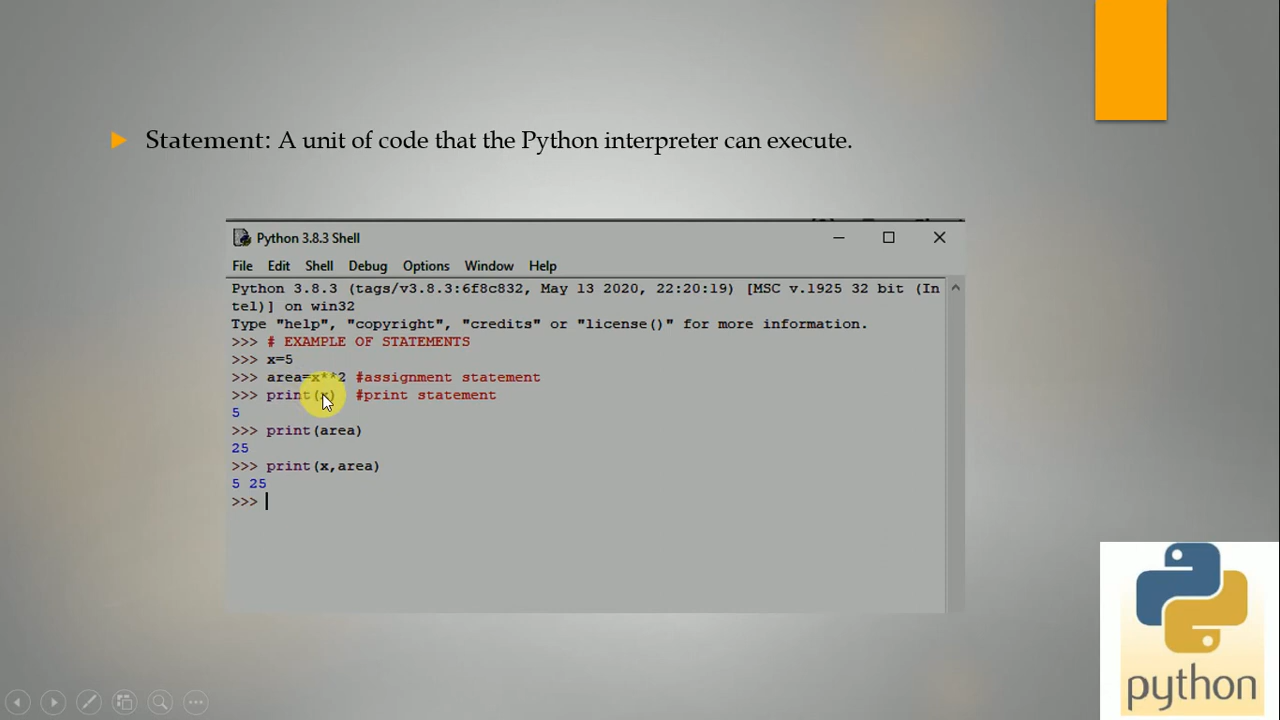 Statement: A unit of code that the Python interpreter can execute.
Python 3.8.3 Shell
File Edit Shell Debug Options Window Help
Python 3.8.3 (tags/v3.8.3:6f8c832, May 13 2020, 22:20:19) [MSC v.1925 32 bit (In
tel)] on win32
Type "help", "copyright", "credits" or "license()" for more information.
>>> # EXAMPLE OF STATEMENTS
>>> x=5
>>> area=x**2 #assignment statement
>>> print(x) #print statement
5
>>> print(area)
25
>>> print(x,area)
5 25
>>>
python